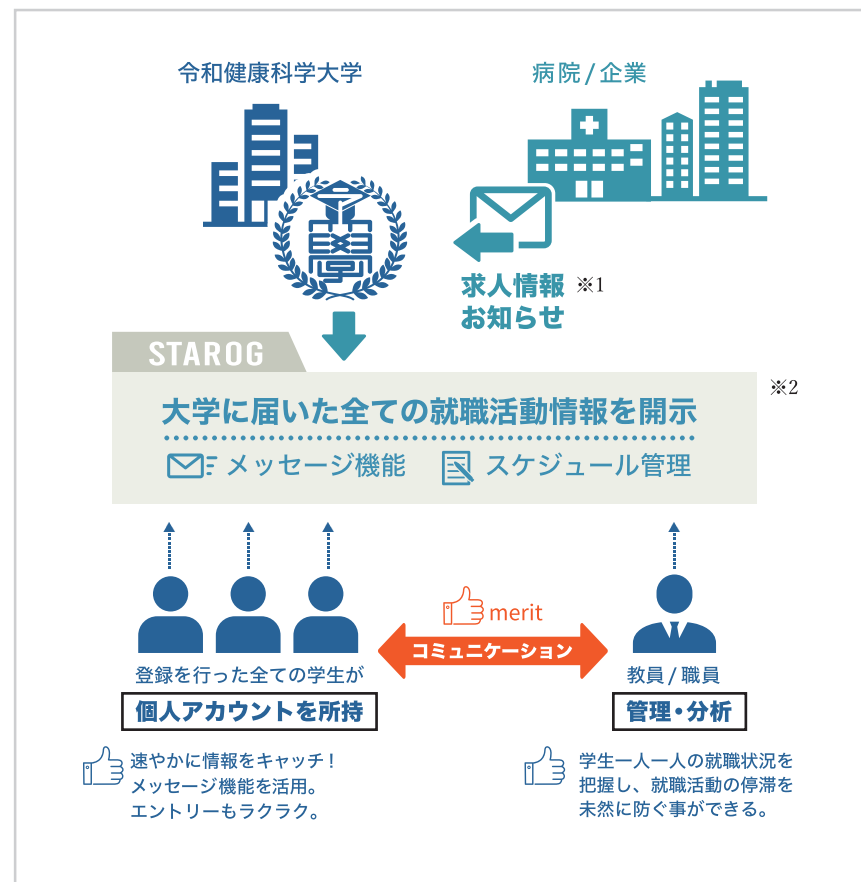 令和健康科学大学
病院/企業
學
求人情報 ※1
お知らせ
STAROG
※2
大学に届いた全ての就職活動情報を開示
メッセージ機能 スケジュール管理
merit
コミュニケーション
登録を行った全ての学生が
個人アカウントを所持
教員/職員
管理・分析
速やかに情報をキャッチ!
メッセージ機能を活用。
エントリーもラクラク。
学生一人一人の就職状況を
把握し、就職活動の停滞を
未然に防ぐ事ができる。